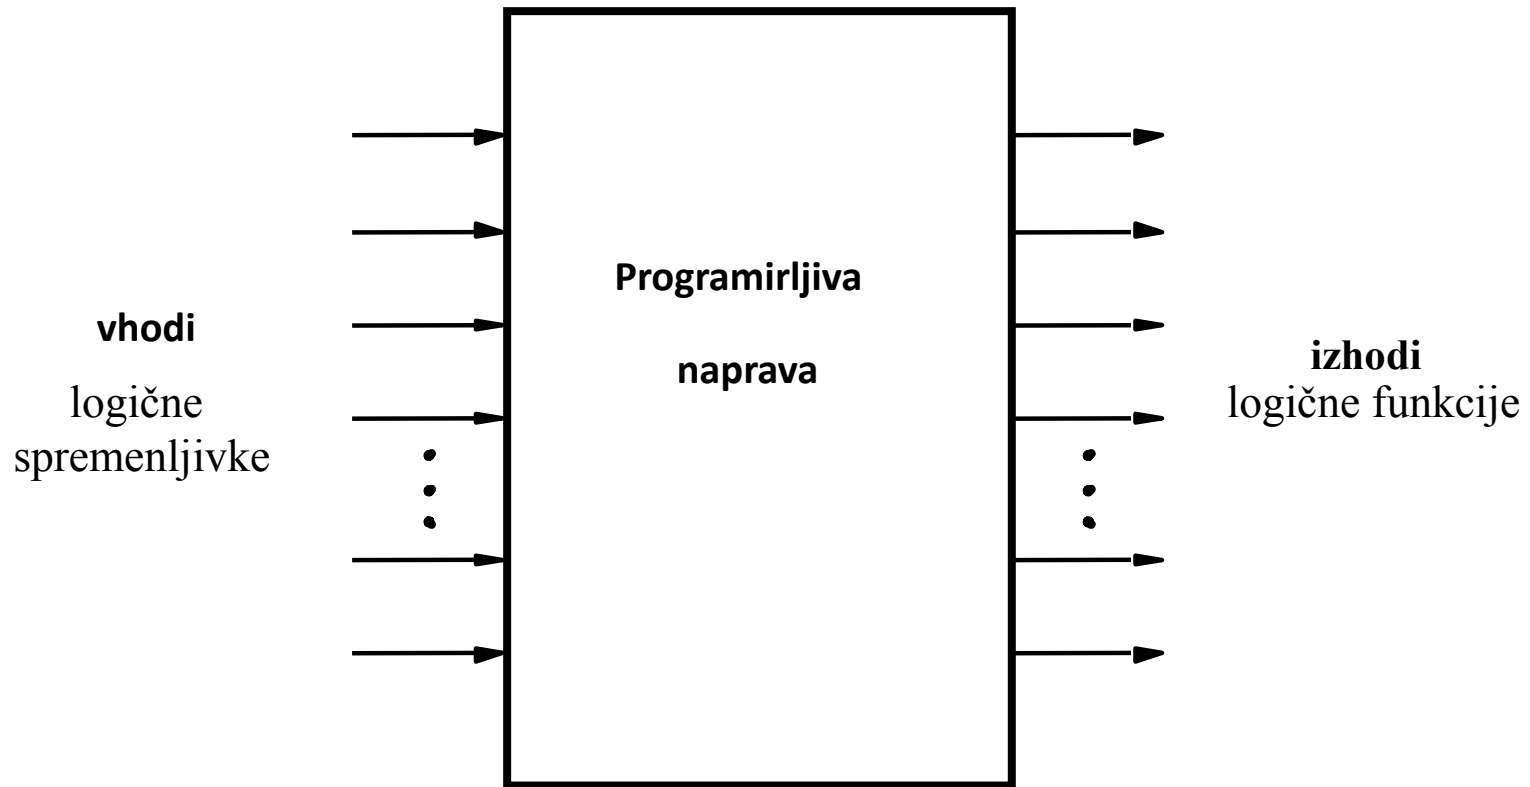 vhodi
logične
spremenljivke
Programirljiva
naprava
izhodi
logične funkcije